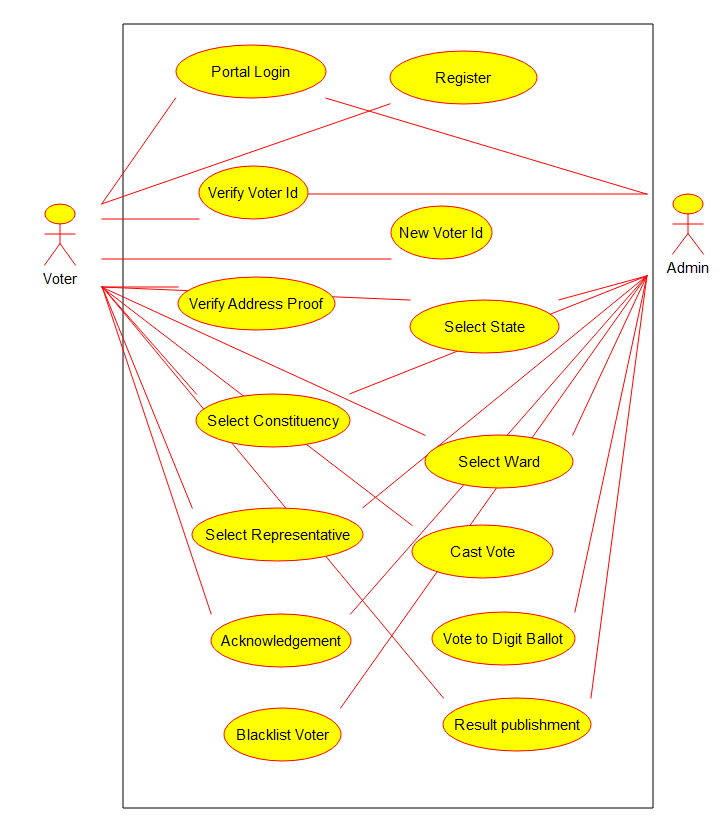 Portal Login
Register
Verify Voter Id
New Voter Id
Voter
Admin
Verify Address Proof
Select State
Select Constituency
Select Ward
Select Representative
Cast Vote
Acknowledgement
Vote to Digit Ballot
Blacklist Voter
Result publishment